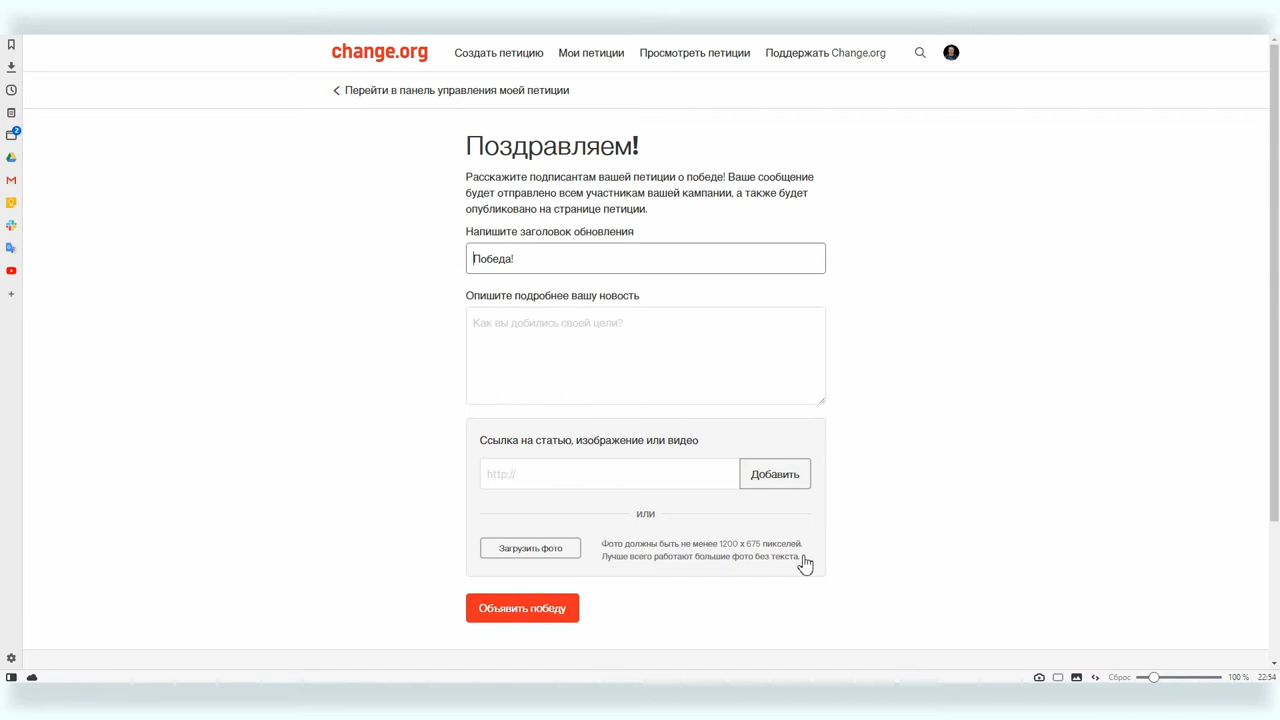 change.org
Создать петицию Мои петиции Просмотреть петиции Поддержать Change.org
Перейти в панель управления моей петиции
Поздравляем!
Расскажите подписантам вашей петиции о победе! Ваше сообщение
будет отправлено всем участникам вашей кампании, а также будет
опубликовано на странице петиции.
Напишите заголовок обновления
Победа!
Опишите подробнее вашу новость
Как вы добились своей цели?
Ссылка на статью, изображение или видео
http://
Добавить
или
Загрузить фото
Фото должны быть не менее 1200 x 675 пикселей.
Лучше всего работают большие фото без текста.
Объявить победу
2
Сброс 100 % 22:54